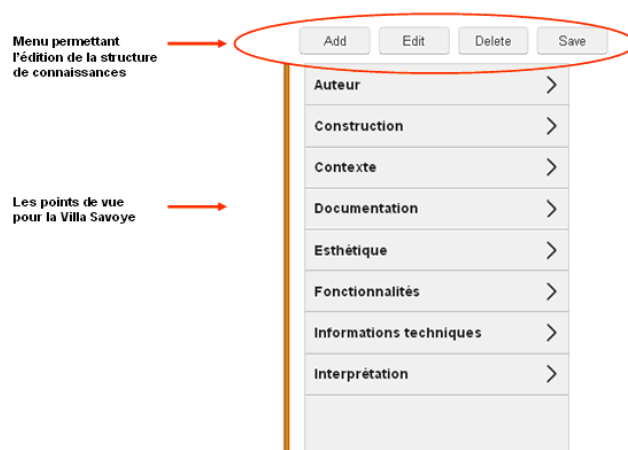 Menu permettant
l'édition de la structure
de connaissances
Add Edit Delete Save
Auteur
Construction
Contexte
Les points de vue
pour la Villa Savoye
Documentation
Esthétique
Fonctionnalités
Informations techniques
Interprétation